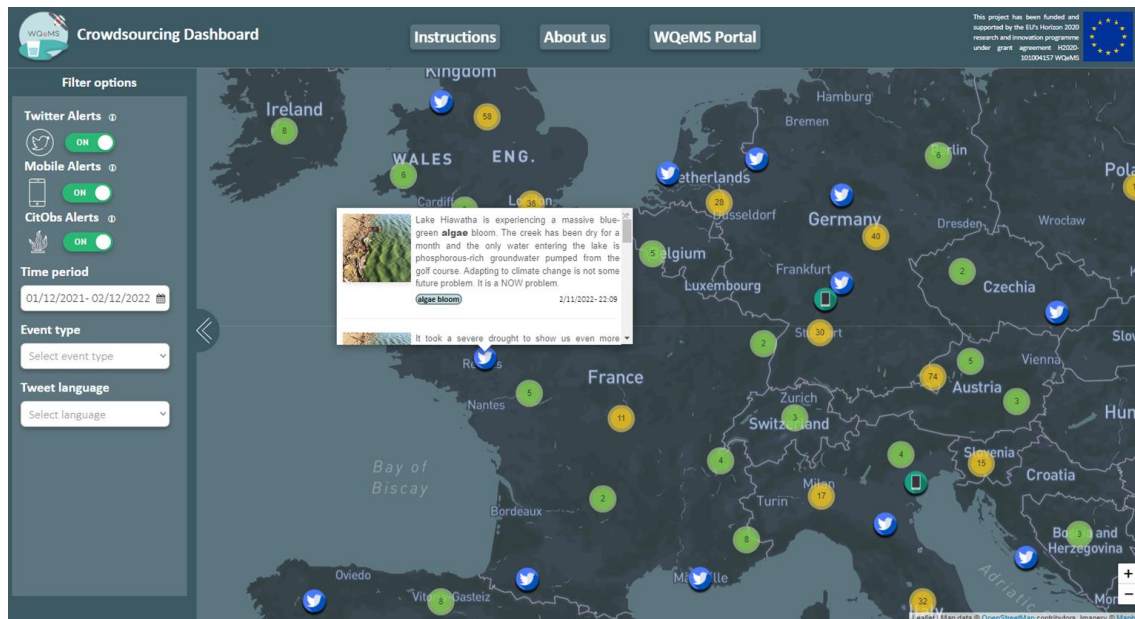 WQeMS
Crowdsourcing Dashboard
Instructions
About us
WQeMS Portal
This project has been funded and
supported by the EU's Horizon 2020
research and innovation programme
under grant agreement H2020-
101004157 WQeMS
Filter options
Twitter Alerts
ON
Mobile Alerts
ON
CitObs Alerts
ON
Time period
01/12/2021- 02/12/2022
Event type
Select event type
Tweet language
Select language
Kingdom
Ireland
8
58
WALES
ENG.
6
Cardiff
36
Hamburg
Bremen
6
etherlands
28
Düsseldorf
Germany
40
Dresden
Wrocław
5
elgium
Luxembourg
Frankfurt
2
Czechia
30
2
Lake Hiawatha is experiencing a massive blue-
green algae bloom. The creek has been dry for a
month and the only water entering the lake is
phosphorous-rich groundwater pumped from the
golf course. Adapting to climate change is not some
future problem. It is a NOW problem.
algae bloom
2/11/2022- 22:09
It took a severe drought to show us even more
France
Nantes
5
11
Vienna
5
74
Austria
3
Zurich
3
Switzerland
Hun
4
4
Slovenia
15
Croatia
Bay of
Biscay
Turin
Milan
17
2
Bordeaux
8
3
Herzegovina
Oviedo
8
Gasteiz
32
Adriatic
+
−
Leaflet | Map data © OpenStreetMap contributors, Imagery ©